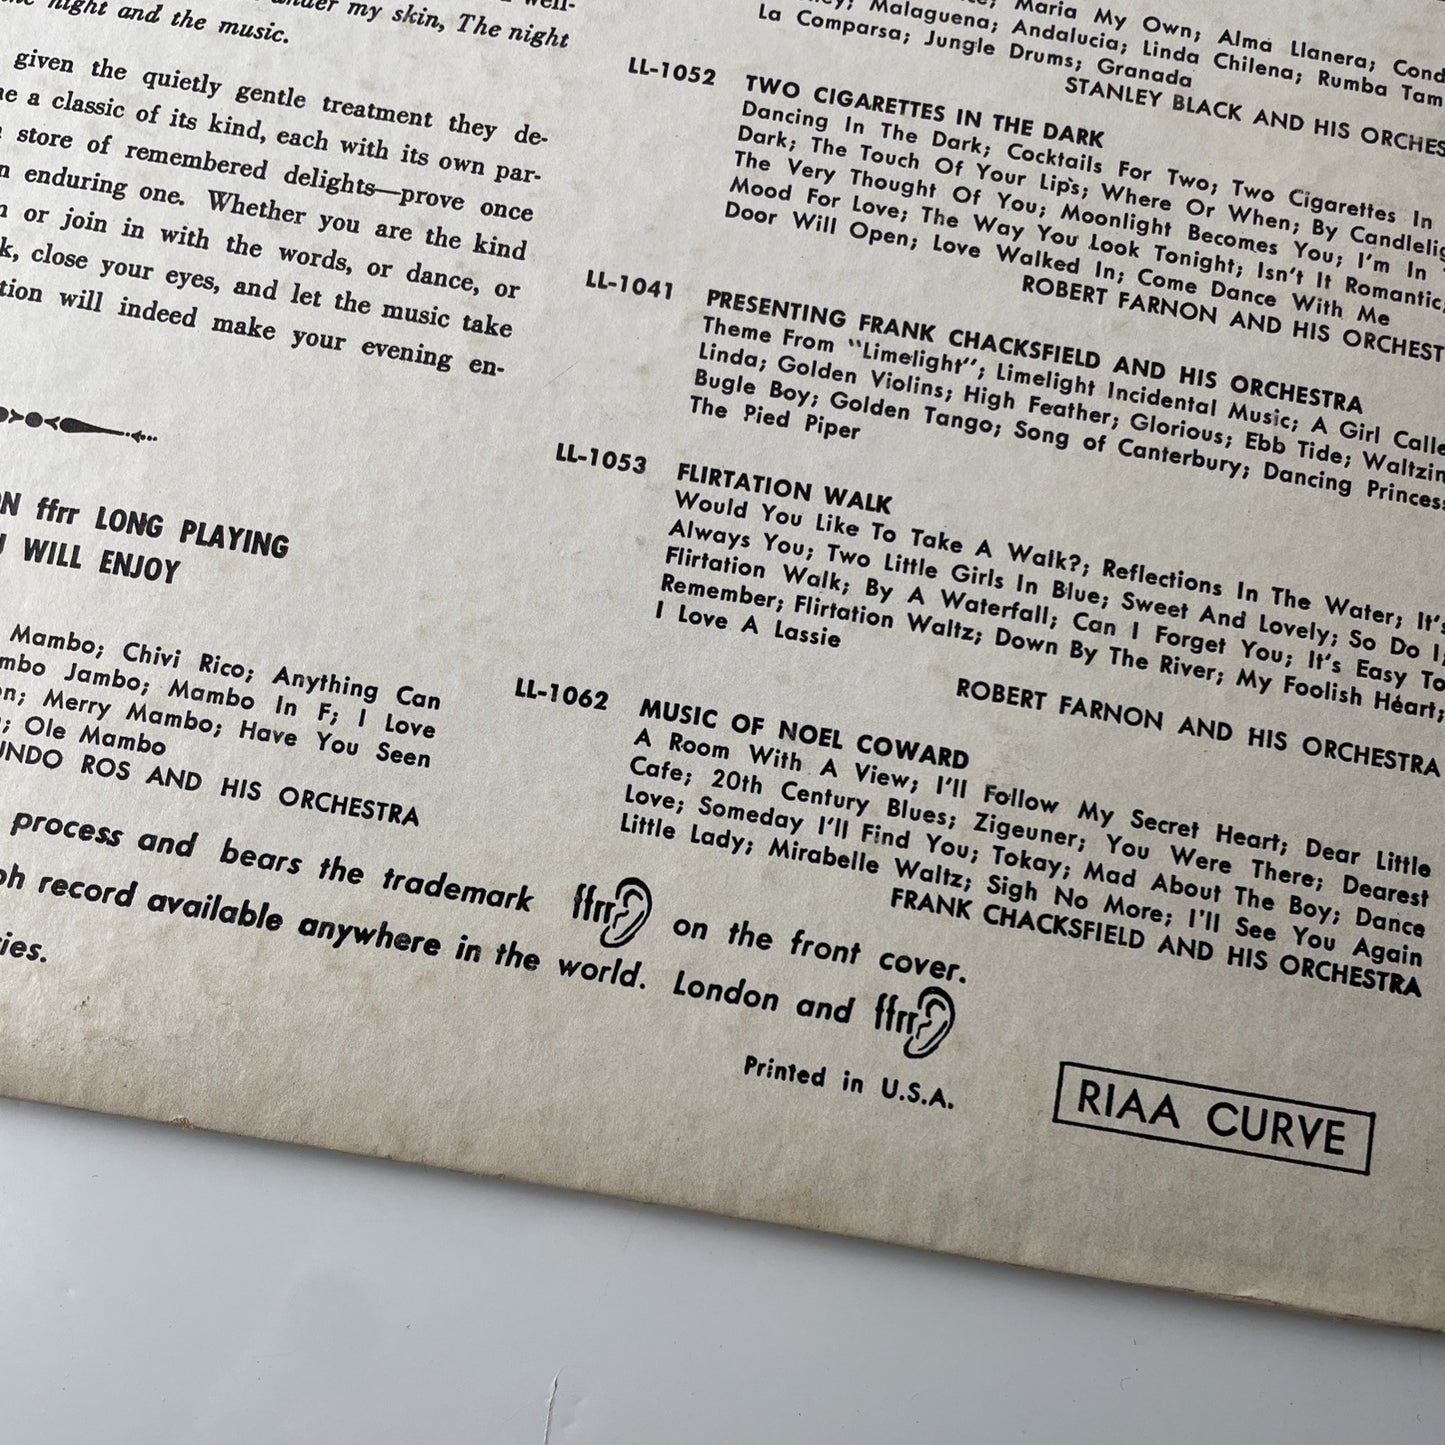 under my skin, The night
night and the music.
given the quietly gentle treatment they de-
a classic of its kind, each with its own par-
store of remembered delights—prove once
enduring one. Whether you are the kind
or join in with the words, or dance, or
close your eyes, and let the music take
tion will indeed make your evening en-
ffrr LONG PLAYING
WILL ENJOY
Mambo; Chivi Rico; Anything Can
mbo Jambo; Mambo In F; I Love
Merry Mambo; Have You Seen
Ole Mambo
UNDO ROS AND HIS ORCHESTRA
process and bears the trademark ffrr on the front cover.
ph record available anywhere in the world. London and ffrr
ies.
Maria My Own; Alma Llanera; Cond
Malaguena; Andalucia; Linda Chilena; Rumba Tam
La Comparsa; Jungle Drums; Granada
STANLEY BLACK AND HIS ORCHES
LL-1052 TWO CIGARETTES IN THE DARK
Dancing In The Dark; Cocktails For Two; Two Cigarettes In
Dark; The Touch Of Your Lips; Where Or When; By Candlelig
The Very Thought Of You; Moonlight Becomes You; I'm In
Mood For Love; The Way You Look Tonight; Isn't It Romantic
Door Will Open; Love Walked In; Come Dance With Me
ROBERT FARNON AND HIS ORCHEST
LL-1041 PRESENTING FRANK CHACKSFIELD AND HIS ORCHESTRA
Theme From "Limelight"; Limelight Incidental Music; A Girl Calle
Linda; Golden Violins; High Feather; Glorious; Ebb Tide; Waltzin
Bugle Boy; Golden Tango; Song of Canterbury; Dancing Princess
The Pied Piper
LL-1053 FLIRTATION WALK
Would You Like To Take A Walk?; Reflections In The Water; It's
Always You; Two Little Girls In Blue; Sweet And Lovely; So Do I;
Flirtation Walk; By A Waterfall; Can I Forget You; It's Easy To
Remember; Flirtation Waltz; Down By The River; My Foolish Heart;
I Love A Lassie
ROBERT FARNON AND HIS ORCHESTRA
LL-1062 MUSIC OF NOEL COWARD
A Room With A View; I'll Follow My Secret Heart; Dear Little
Cafe; 20th Century Blues; Zigeuner; You Were There; Dearest
Love; Someday I'll Find You; Tokay; Mad About The Boy; Dance
Little Lady; Mirabelle Waltz; Sigh No More; I'll See You Again
FRANK CHACKSFIELD AND HIS ORCHESTRA
Printed in U.S.A.
RIAA CURVE